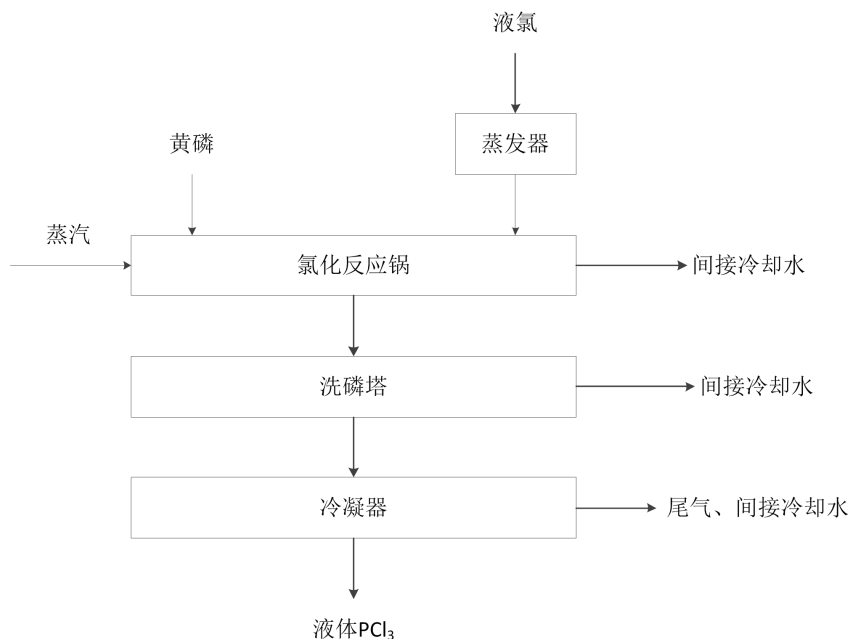 液氯
蒸发器
黄磷
蒸汽
氯化反应锅
间接冷却水
洗磷塔
间接冷却水
冷凝器
尾气、间接冷却水
液体PCl₃